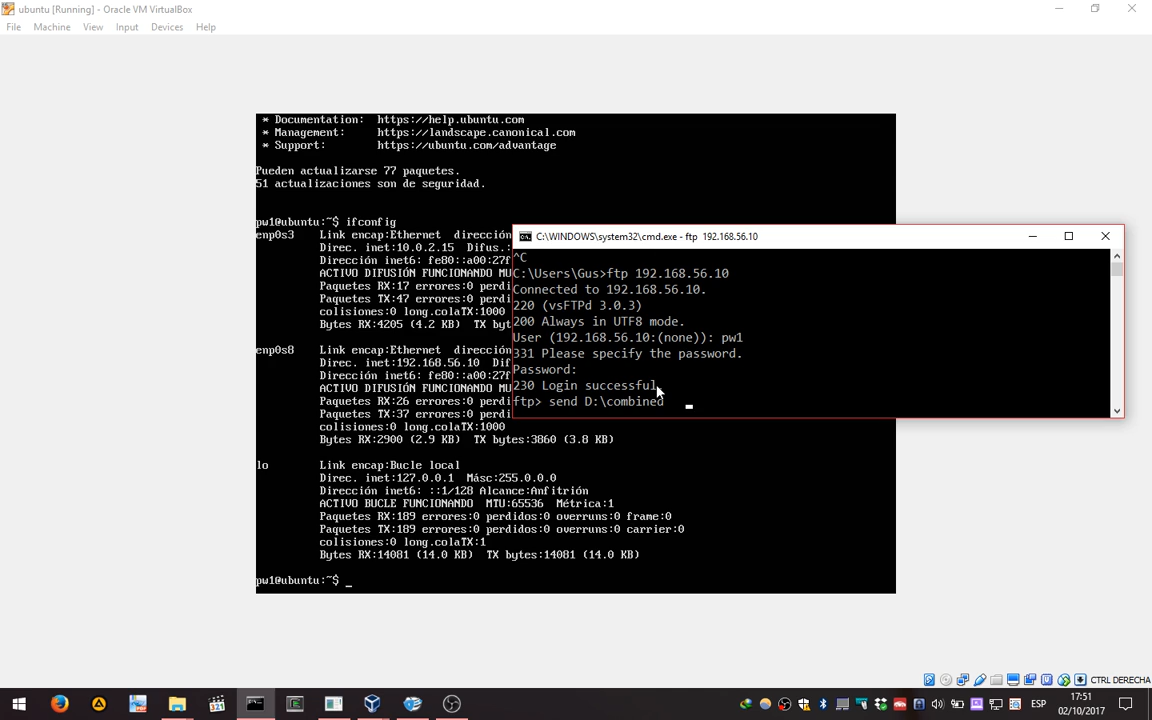 ubuntu [Running] - Oracle VM VirtualBox
File Machine View Input Devices Help
* Documentation: https://help.ubuntu.com
* Management: https://landscape.canonical.com
* Support: https://ubuntu.com/advantage
Pueden actualizarse 77 paquetes.
51 actualizaciones son de seguridad.
pw1@ubuntu:~$ ifconfig
enp0s3 Link encap:Ethernet dirección
Direc. inet:10.0.2.15 Difus.:
Dirección inet6: fe80::a00:27f
ACTIVO DIFUSIÓN FUNCIONANDO MU
Paquetes RX:17 errores:0 perdi
Paquetes TX:47 errores:0 perdi
colisiones:0 long.colaTX:1000
Bytes RX:4205 (4.2 KB) TX byt
enp0s8 Link encap:Ethernet dirección
Direc. inet:192.168.56.10 Dif
Dirección inet6: fe80::a00:27f
ACTIVO DIFUSIÓN FUNCIONANDO MU
Paquetes RX:26 errores:0 perdi
Paquetes TX:37 errores:0 perdi
colisiones:0 long.colaTX:1000
Bytes RX:2900 (2.9 KB) TX bytes:3860 (3.8 KB)
lo Link encap:Bucle local
Direc. inet:127.0.0.1 Másc:255.0.0.0
Dirección inet6: ::1/128 Alcance:Anfitrión
ACTIVO BUCLE FUNCIONANDO MTU:65536 Métrica:1
Paquetes RX:189 errores:0 perdidos:0 overruns:0 frame:0
Paquetes TX:189 errores:0 perdidos:0 overruns:0 carrier:0
colisiones:0 long.colaTX:1
Bytes RX:14081 (14.0 KB) TX bytes:14081 (14.0 KB)
pw1@ubuntu:~$ _
C:\WINDOWS\system32\cmd.exe - ftp 192.168.56.10
^C
C:\Users\Gus>ftp 192.168.56.10
Connected to 192.168.56.10.
220 (vsFTPd 3.0.3)
200 Always in UTF8 mode.
User (192.168.56.10:(none)): pw1
331 Please specify the password.
Password:
230 Login successful
ftp> send D:\combined
CTRL DERECHA
ESP
17:51
02/10/2017